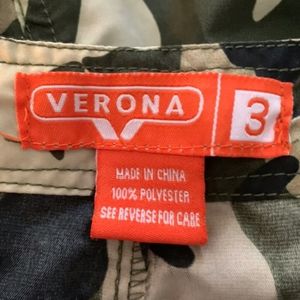 VERONA 3
MADE IN CHINA
100% POLYESTER
SEE REVERSE FOR CARE